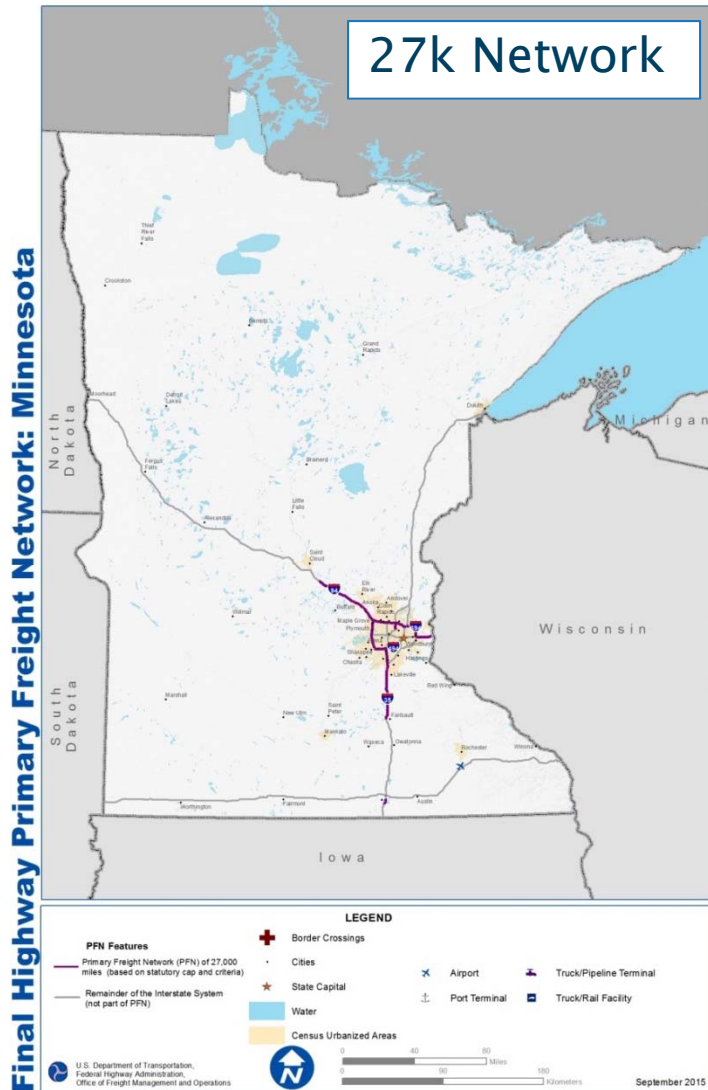 27k Network
Final Highway Primary Freight Network: Minnesota
Thief
River
Falls
Crookston
Bemidji
Grand
Rapids
Moorhead
Detroit
Lakes
Duluth
Michigan
North
Dakota
Fergus
Falls
Brainerd
Little
Falls
Alexandria
Saint
Cloud
94
Elk
River
Andover
Anoka
Coon
Rapids
Buffalo
Maple Grove
Plymouth
Willmar
Wisconsin
Shakopee
Chaska
Hastings
Lakeville
Red Wing
South
Dakota
Marshall
35
New Ulm
Saint
Peter
Faribault
Mankato
Waseca
Owatonna
Rochester
Winona
Worthington
Fairmont
Austin
Iowa
LEGEND
PFN Features
Primary Freight Network (PFN) of 27,000
miles (based on statutory cap and criteria)
Remainder of the Interstate System
(not part of PFN)
Border Crossings
Cities
State Capital
Water
Census Urbanized Areas
Airport
Port Terminal
Truck/Pipeline Terminal
Truck/Rail Facility
U.S. Department of Transportation,
Federal Highway Administration,
Office of Freight Management and Operations
N
0 40 80
Miles
0 90 180
Kilometers
September 2015